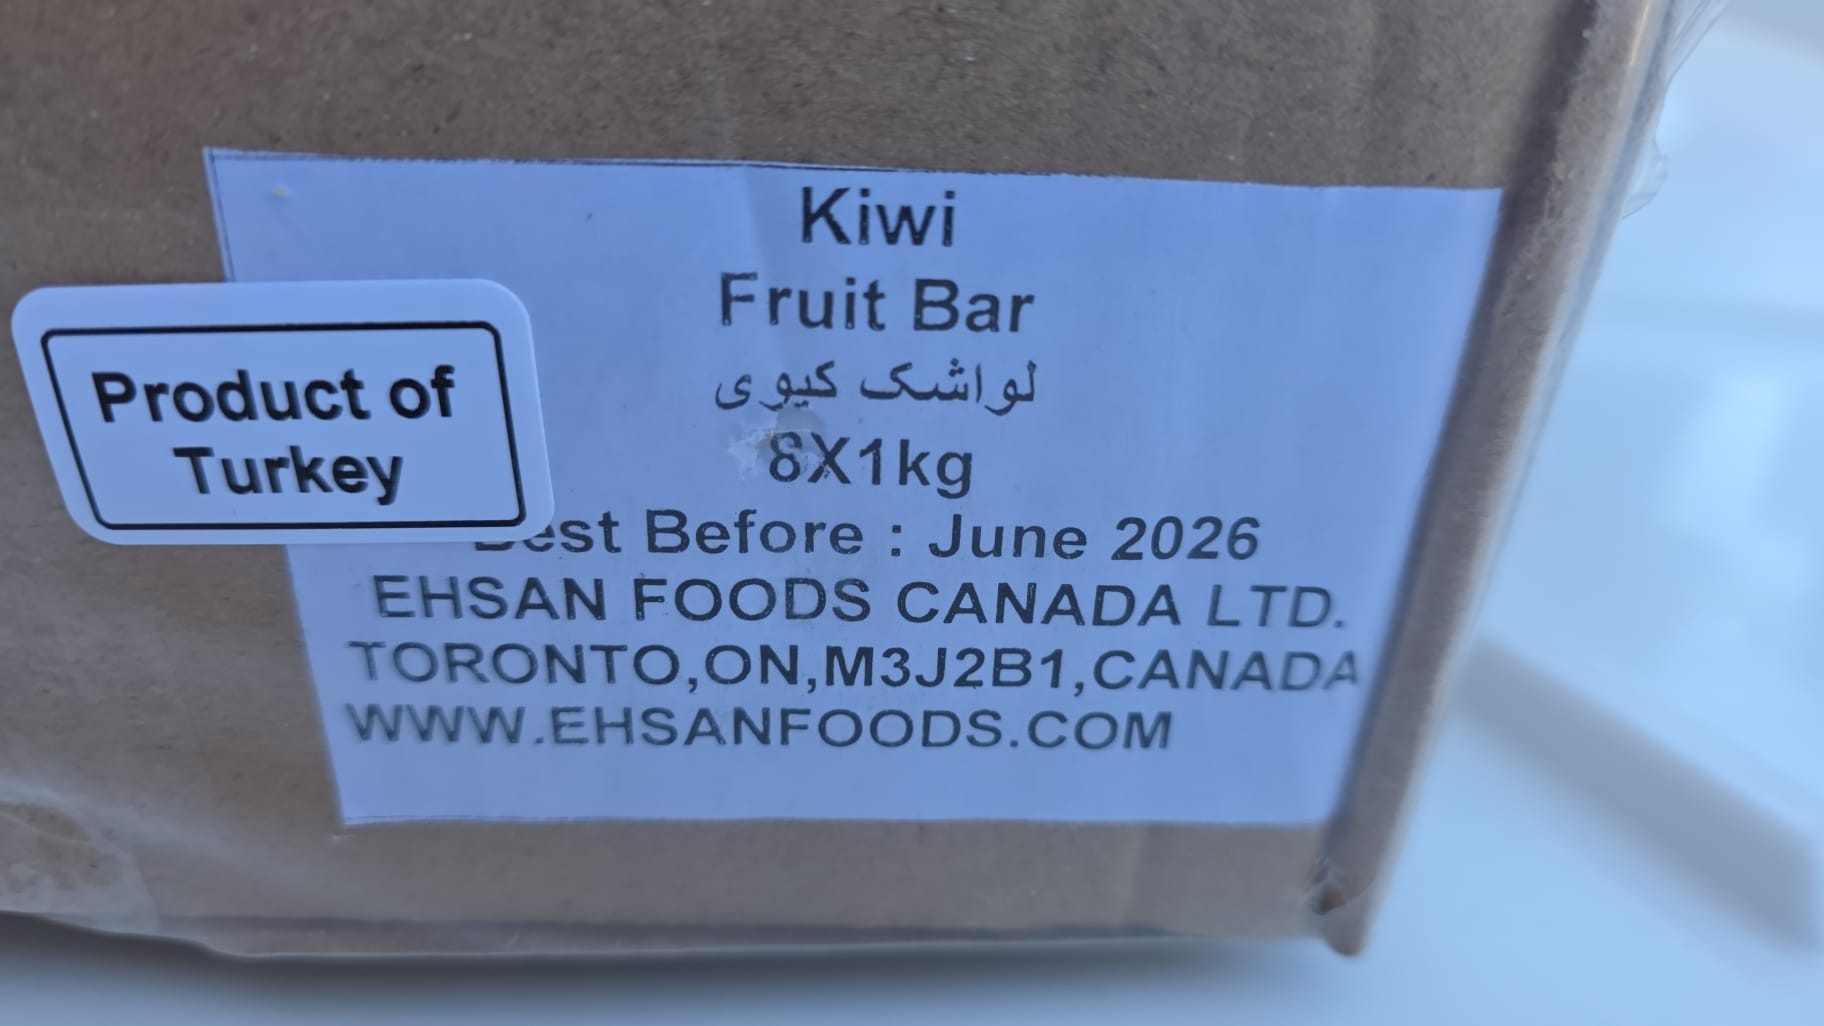 Kiwi
Fruit Bar
لواشک کیوی
8X1kg
Best Before : June 2026
EHSAN FOODS CANADA LTD.
TORONTO,ON,M3J2B1,CANADA
WWW.EHSANFOODS.COM
Product of
Turkey